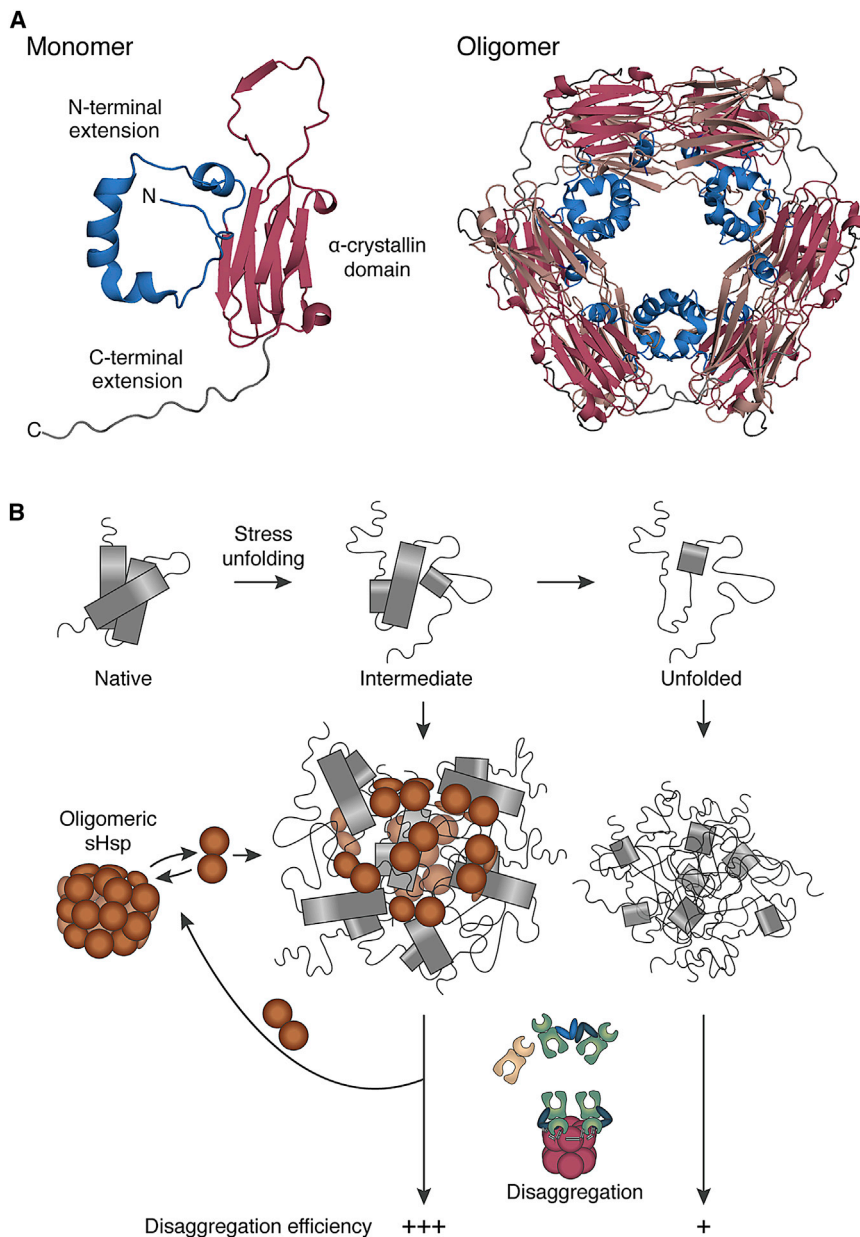 A
Monomer
Oligomer
N-terminal
extension
N
α-crystallin
domain
C-terminal
extension
C
B
Stress
unfolding
Native
Intermediate
Unfolded
Oligomeric
sHsp
Disaggregation
Disaggregation efficiency +++ +